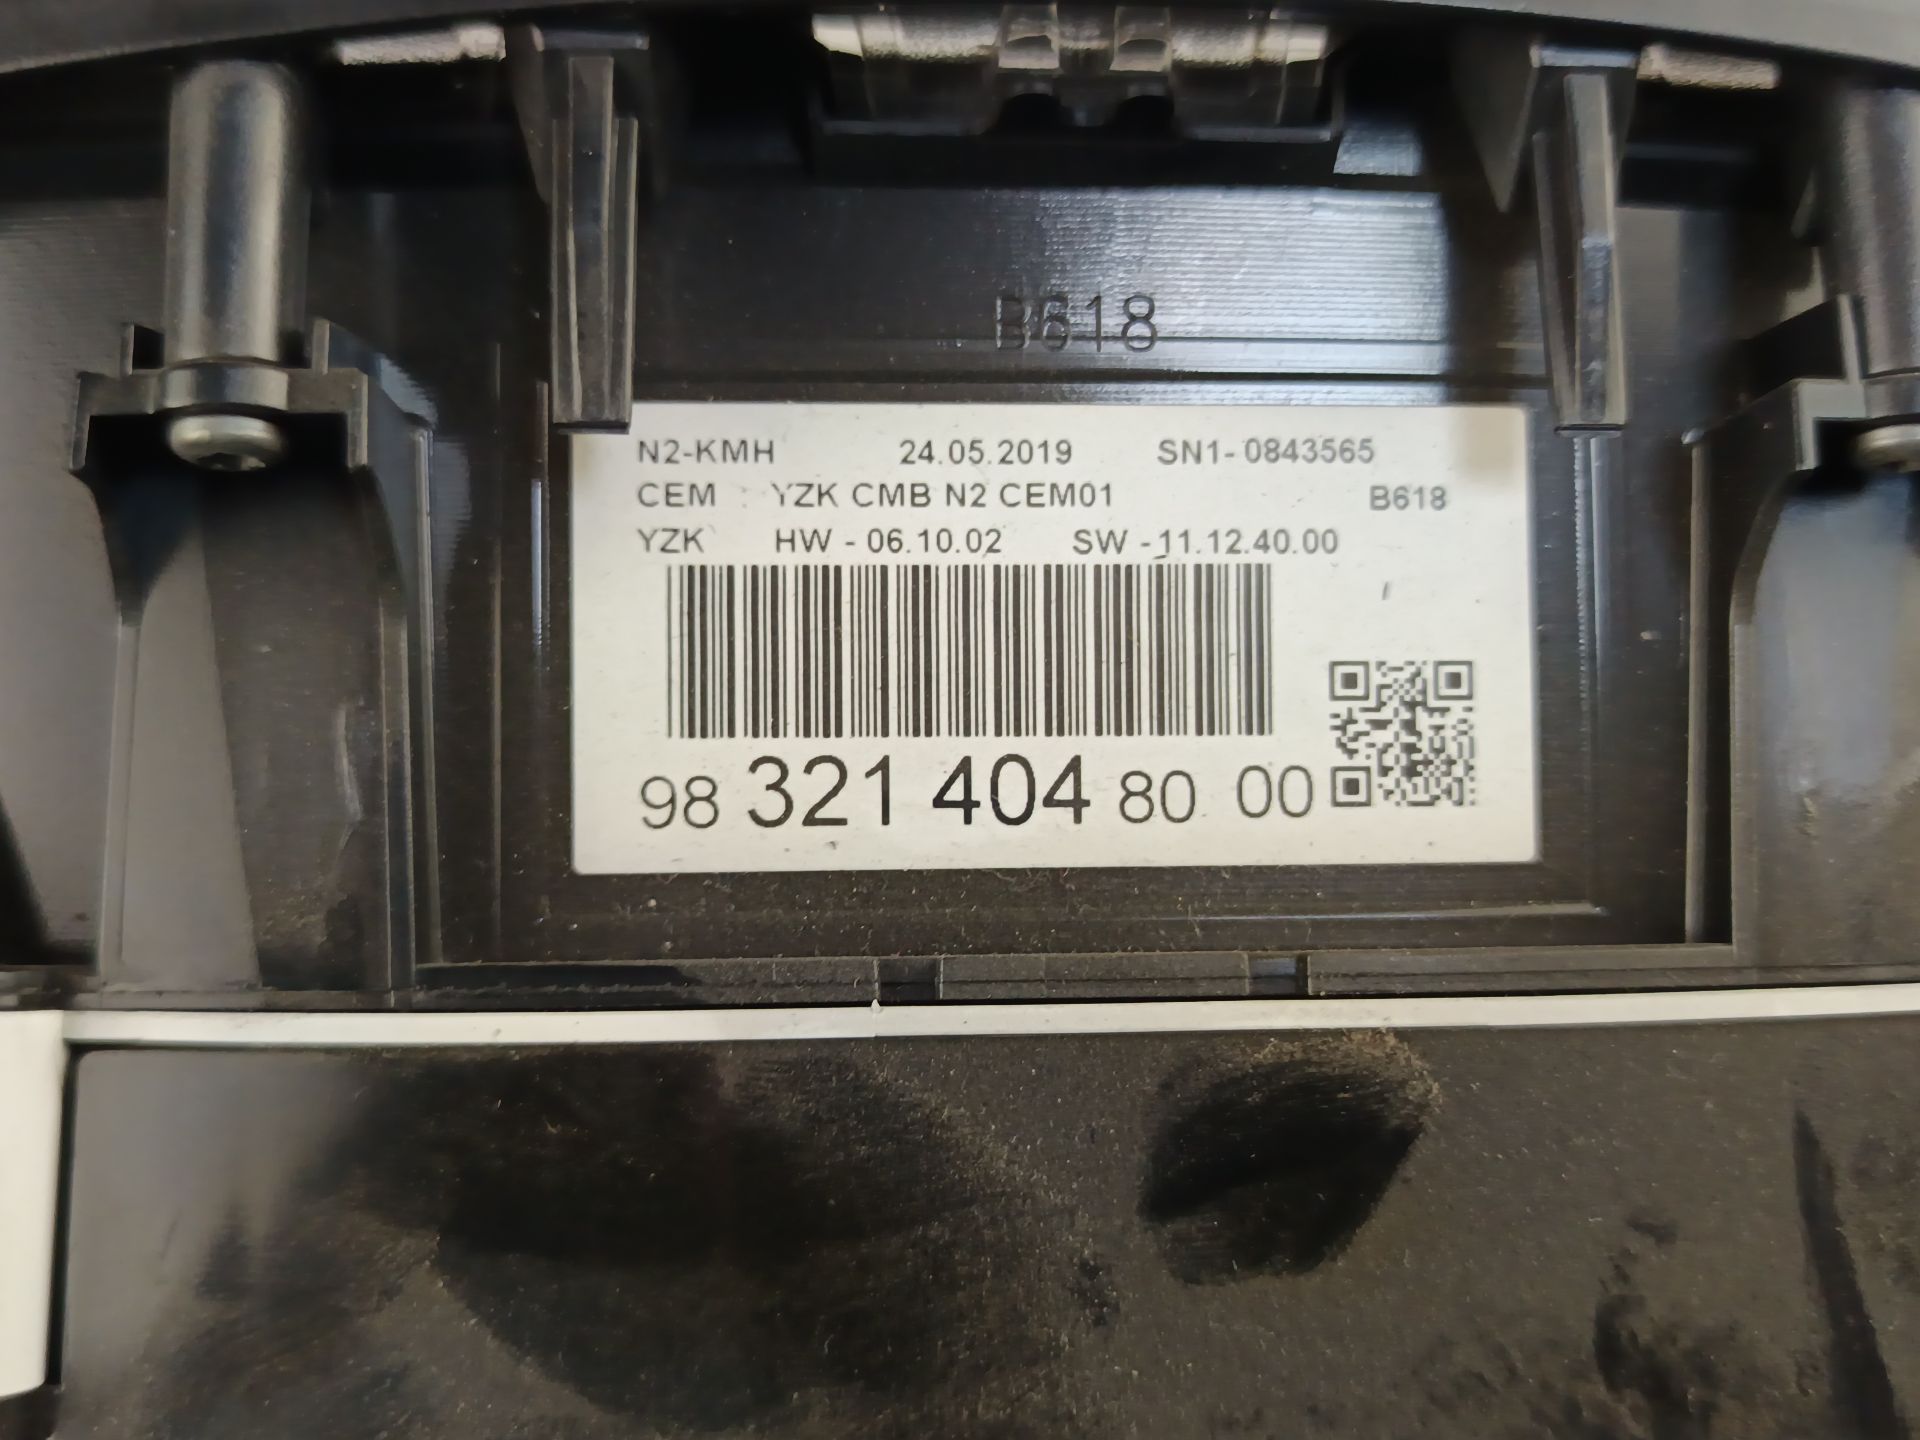 B618
N2-KMH 24.05.2019 SN1-0843565
CEM : YZK CMB N2 CEM01 B618
YZK HW - 06.10.02 SW -11.12.40.00
98 321 404 80 00